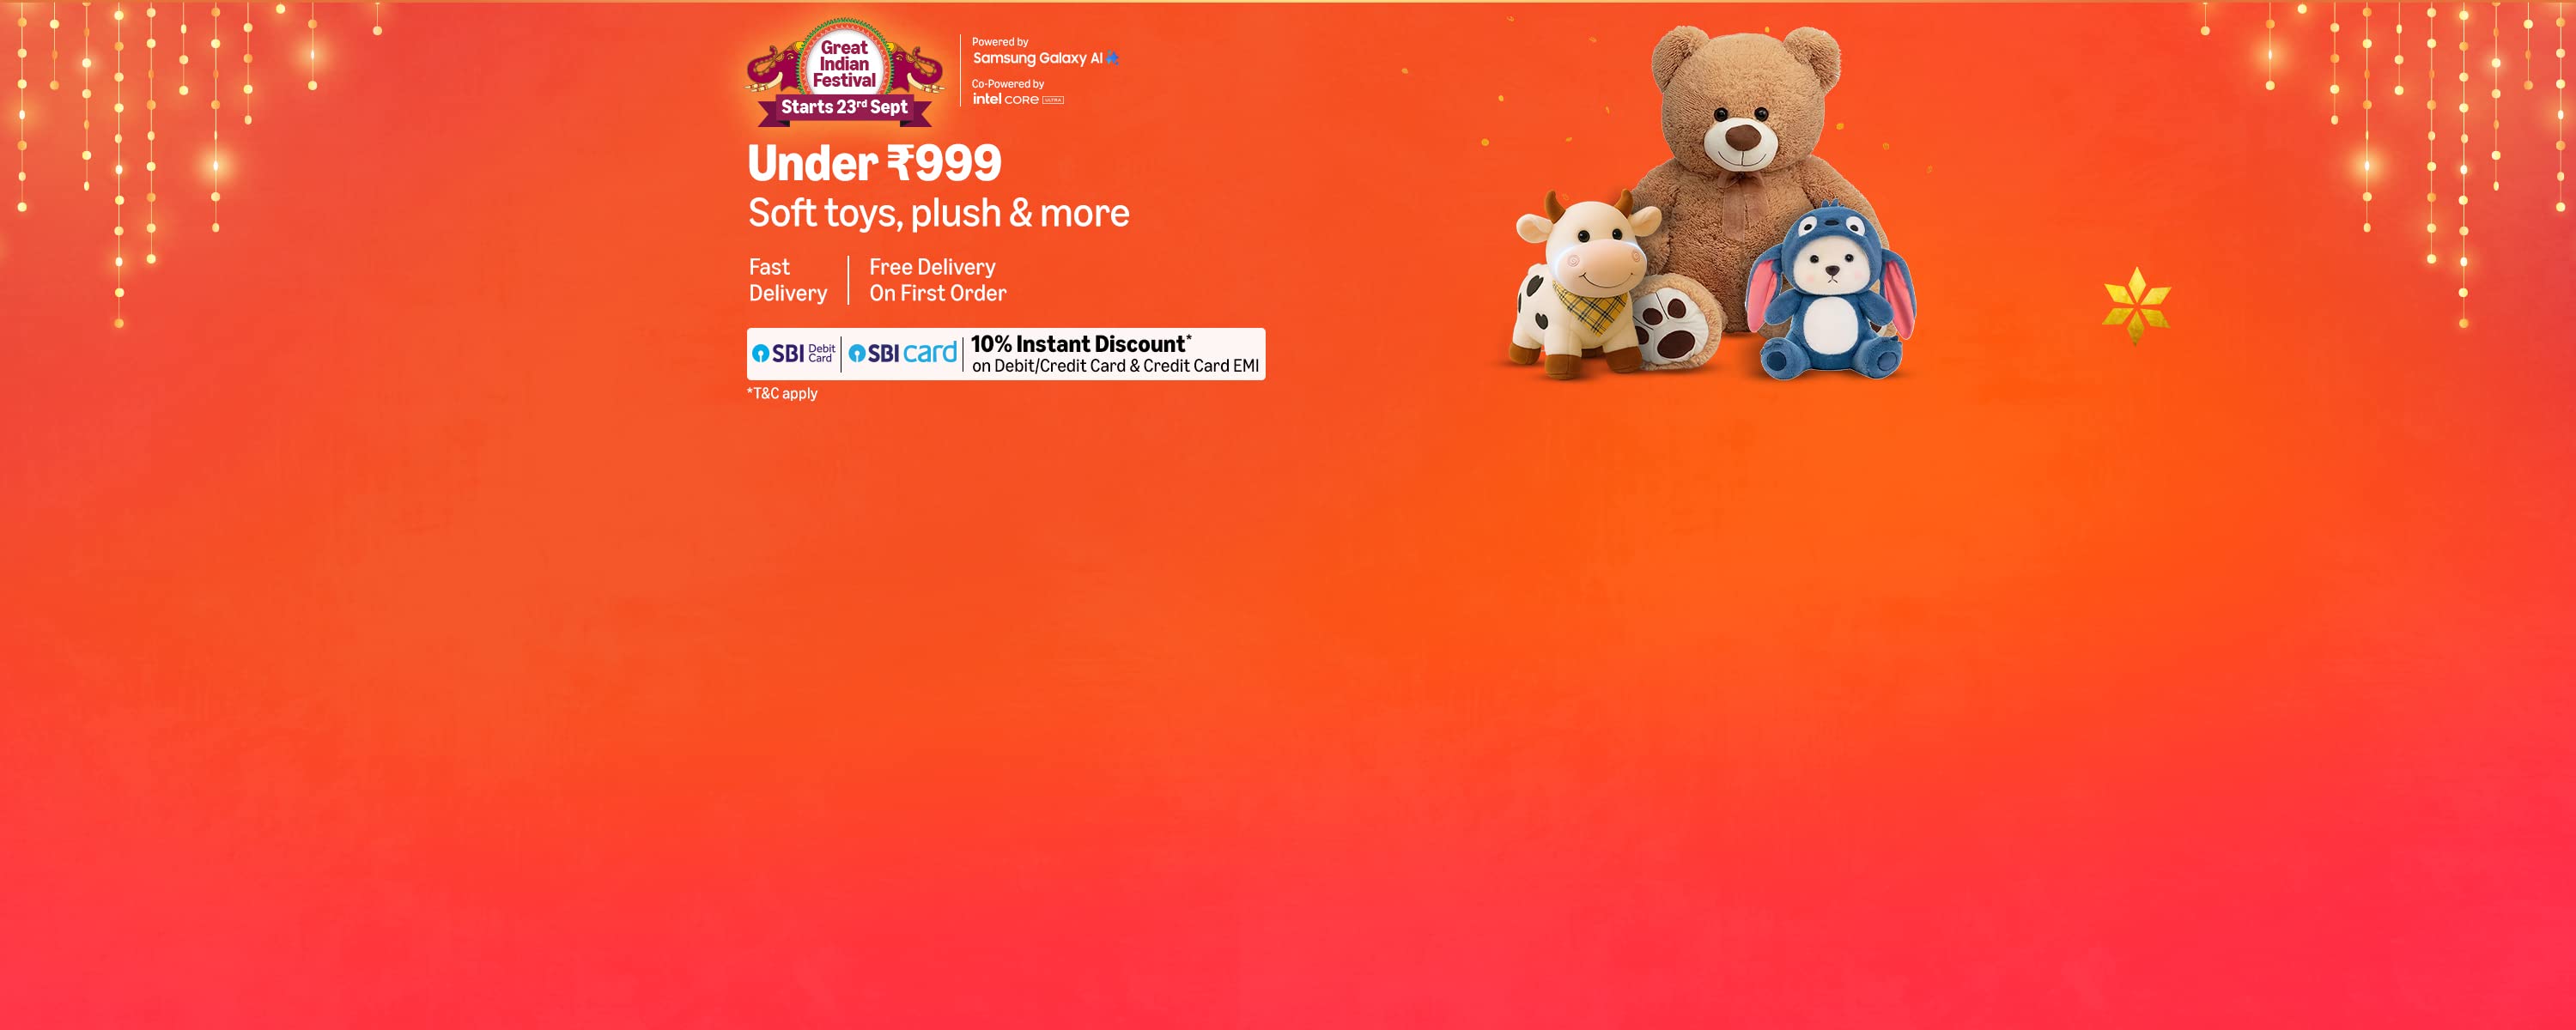 Great
Indian
Festival
Starts 23rd Sept
Powered by
Samsung Galaxy AI
Co-Powered by
intel CORE ULTRA
Under ₹999
Soft toys, plush & more
Fast
Delivery
Free Delivery
On First Order
SBI Debit
Card
SBI card
10% Instant Discount*
on Debit/Credit Card & Credit Card EMI
*T&C apply